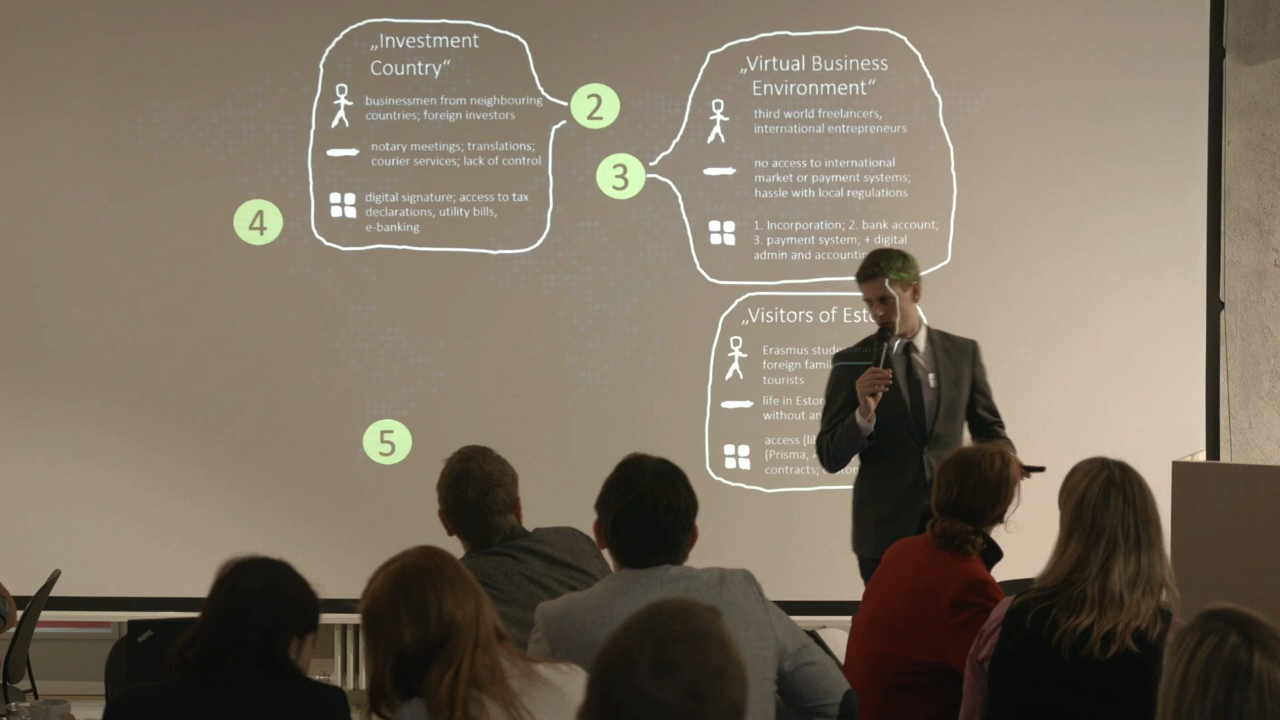 „Investment
Country“
businessmen from neighbouring
countries; foreign investors
notary meetings; translations;
courier services; lack of control
digital signature; access to tax
declarations, utility bills,
e-banking
2
„Virtual Business
Environment“
third world freelancers,
international entrepreneurs
no access to international
market or payment systems;
hassle with local regulations
1. Incorporation; 2. bank account;
3. payment system; + digital
admin and accountin
3
4
„Visitors of Est
Erasmus stude
foreign fami
tourists
life in Eston
without an
access (lib
(Prisma,
contracts;
5